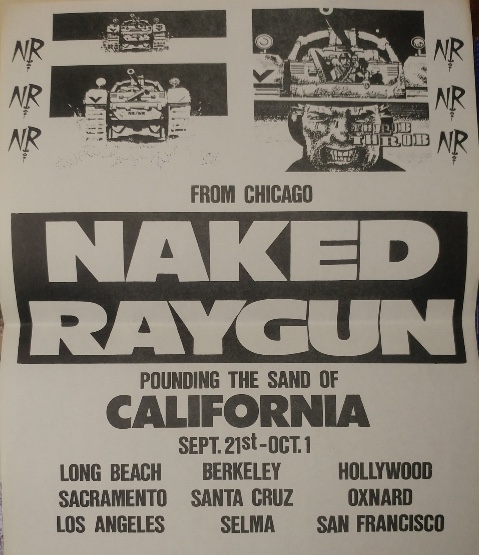 NR
NR
NR
NR
NR
NR
THROB
FROM CHICAGO
NAKED
RAYGUN
POUNDING THE SAND OF
CALIFORNIA
SEPT. 21st-OCT. 1
LONG BEACH BERKELEY HOLLYWOOD
SACRAMENTO SANTA CRUZ OXNARD
LOS ANGELES SELMA SAN FRANCISCO